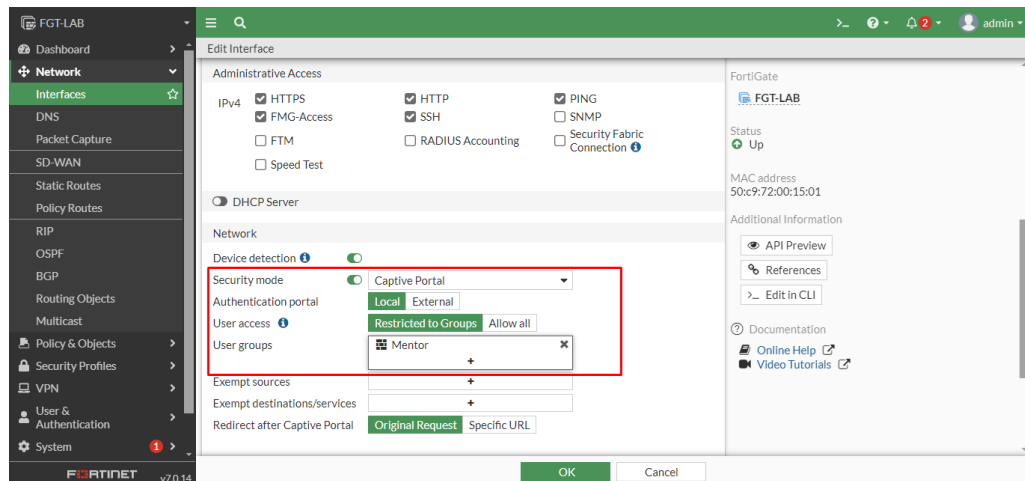 FGT-LAB
2
admin
Dashboard
Network
Interfaces
DNS
Packet Capture
SD-WAN
Static Routes
Policy Routes
RIP
OSPF
BGP
Routing Objects
Multicast
Policy & Objects
Security Profiles
VPN
User &
Authentication
System 1
FORTINET v7.0.14
Edit Interface
Administrative Access
IPv4 HTTPS HTTP PING
FMG-Access SSH SNMP
FTM RADIUS Accounting Security Fabric
Connection
Speed Test
DHCP Server
Network
Device detection
Security mode Captive Portal
Authentication portal Local External
User access Restricted to Groups Allow all
User groups Mentor
+
Exempt sources +
Exempt destinations/services +
Redirect after Captive Portal Original Request Specific URL
OK Cancel
FortiGate
FGT-LAB
Status
Up
MAC address
50:c9:72:00:15:01
Additional Information
API Preview
References
>_ Edit in CLI
Documentation
Online Help
Video Tutorials